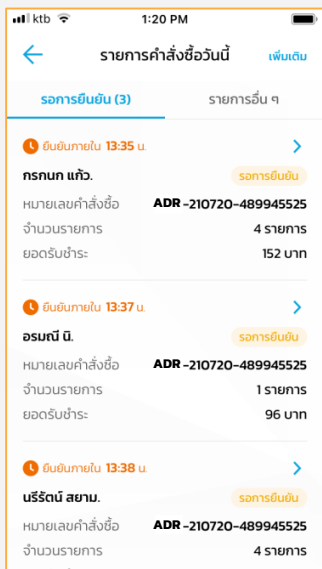 ktb 1:20 PM
รายการคำสั่งซื้อวันนี้ เพิ่มเติม
รอการยืนยัน (3) รายการอื่น ๆ
ยืนยันภายใน 13:35 น.
กรกนก แก้ว. รอการยืนยัน
หมายเลขคำสั่งซื้อ ADR-210720-489945525
จำนวนรายการ 4 รายการ
ยอดรับชำระ 152 บาท
ยืนยันภายใน 13:37 น.
อรมณี นิ. รอการยืนยัน
หมายเลขคำสั่งซื้อ ADR-210720-489945525
จำนวนรายการ 1 รายการ
ยอดรับชำระ 96 บาท
ยืนยันภายใน 13:38 น.
นรีรัตน์ สยาม. รอการยืนยัน
หมายเลขคำสั่งซื้อ ADR-210720-489945525
จำนวนรายการ 4 รายการ